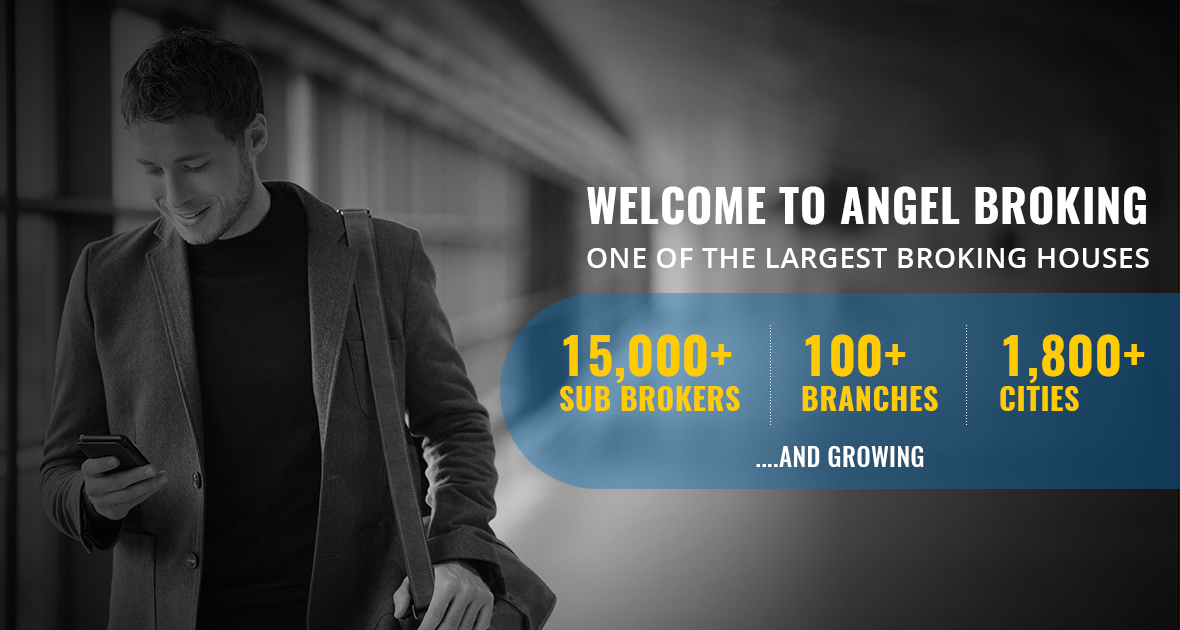 WELCOME TO ANGEL BROKING
ONE OF THE LARGEST BROKING HOUSES
15,000+
SUB BROKERS
100+
BRANCHES
1,800+
CITIES
....AND GROWING